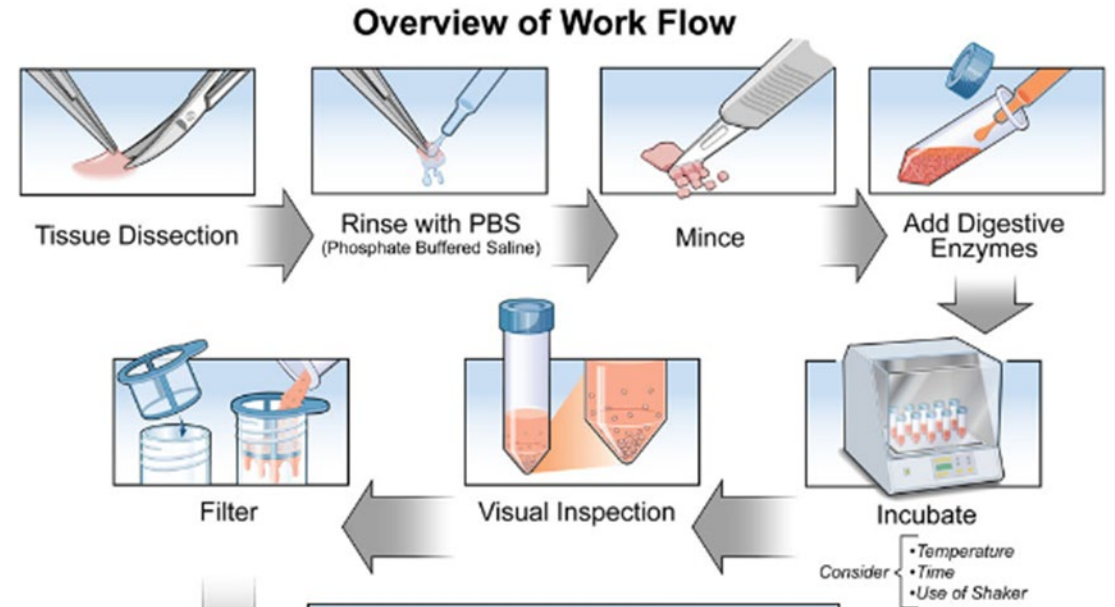 Overview of Work Flow
Tissue Dissection
Rinse with PBS
(Phosphate Buffered Saline)
Mince
Add Digestive
Enzymes
Filter
Visual Inspection
Incubate
Consider
•Temperature
•Time
•Use of Shaker